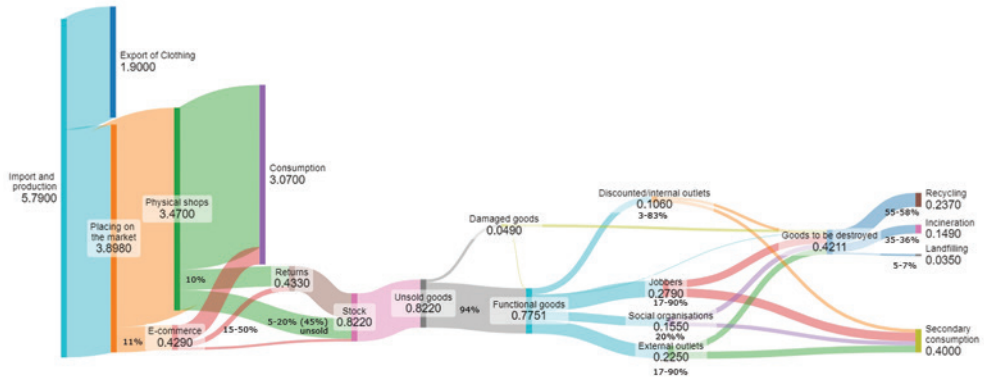 Export of Clothing
1.9000
Import and
production
5.7900
Placing on
the market
3.8980
Physical shops
3.4700
Consumption
3.0700
10%
11%
E-commerce
0.4290
15-50%
Returns
0.4330
5-20% (45%)
unsold
Stock
0.8220
Unsold goods
0.8220
94%
Damaged goods
0.0490
Functional goods
0.7751
Discounted/internal outlets
0.1060
3-83%
Jobbers
0.2790
17-90%
Social organisations
0.1550
20%%
External outlets
0.2250
17-90%
Goods to be destroyed
0.4211
55-58%
35-36%
5-7%
Recycling
0.2370
Incineration
0.1490
Landfilling
0.0350
Secondary
consumption
0.4000